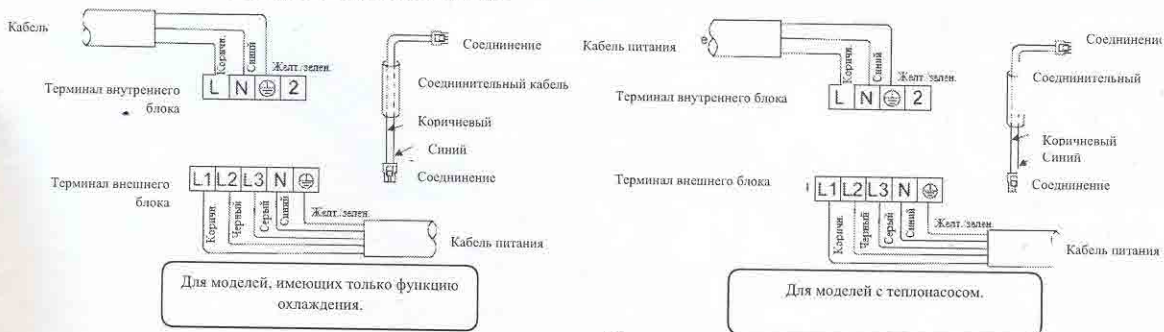 Кабель
Коричн.
Синий
Желт./зелен.
Терминал внутреннего
блока
L N 2
Соединение
Соединительный кабель
Коричневый
Синий
Соединение
Терминал внешнего
блока
L1 L2 L3 N
Коричн.
Черный
Серый
Синий
Желт./зелен.
Кабель питания
Для моделей, имеющих только функцию
охлаждения.
Кабель питания
Коричн.
Синий
Желт./зелен.
Терминал внутреннего блока
L N 2
Соединение
Соединительный
Коричневый
Синий
Соединение
Терминал внешнего блока
L1 L2 L3 N
Коричн.
Черный
Серый
Синий
Желт./зелен.
Кабель питания
Для моделей с теплонасосом.